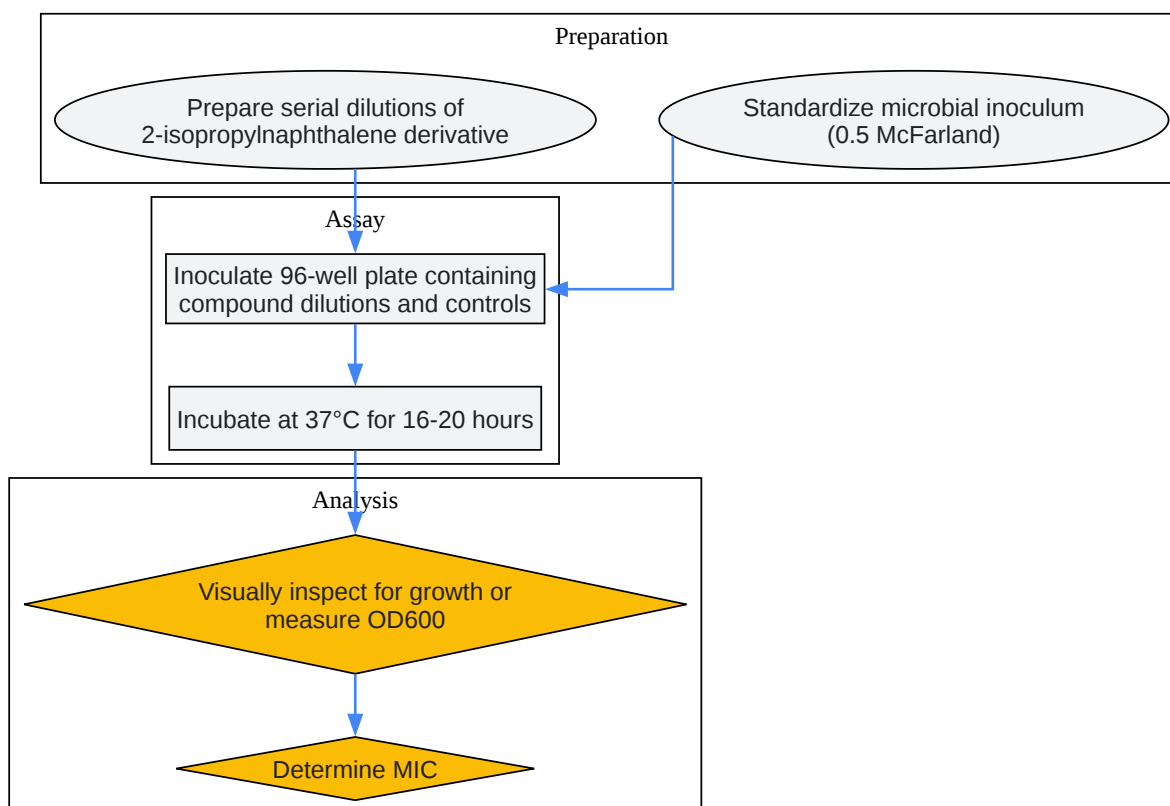 Preparation
Prepare serial dilutions of
2-isopropylnaphthalene derivative
Standardize microbial inoculum
(0.5 McFarland)
Assay
Inoculate 96-well plate containing
compound dilutions and controls
Incubate at 37°C for 16-20 hours
Analysis
Visually inspect for growth or
measure OD600
Determine MIC